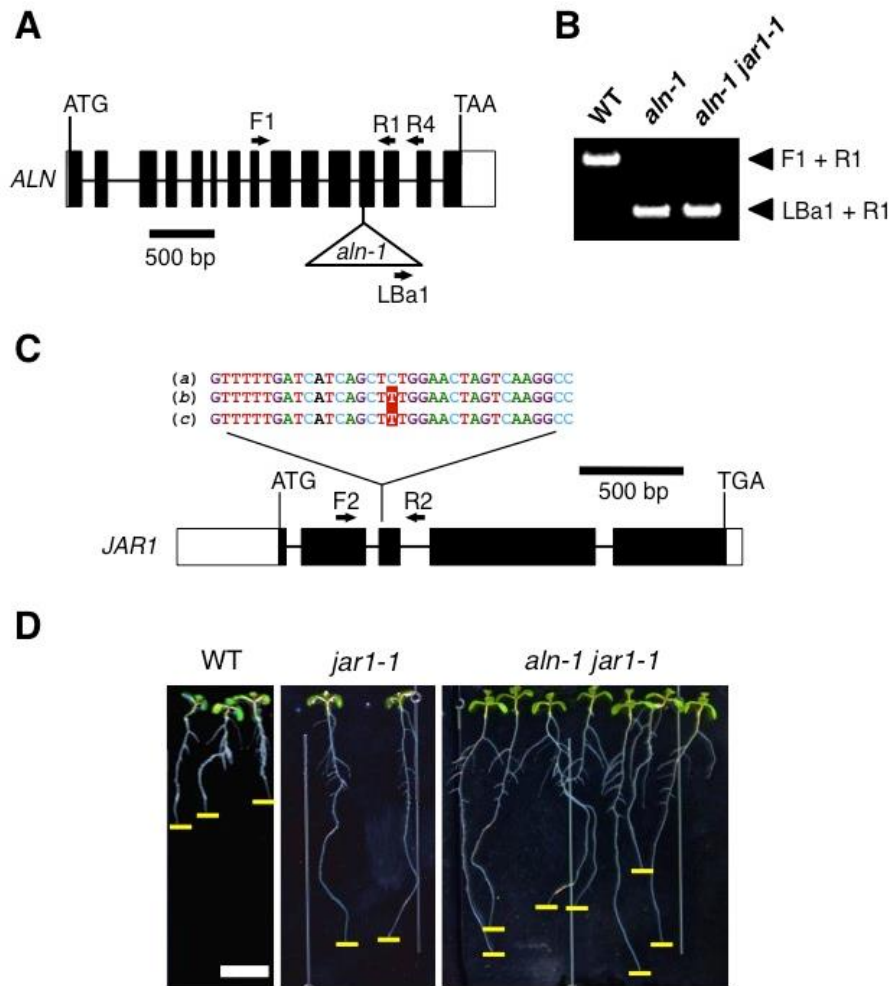 A
ATG
F1
R1
R4
TAA
ALN
500 bp
aln-1
LBa1
B
WT
aln-1
aln-1 jar1-1
F1 + R1
LBa1 + R1
C
(a) GTTTTTGATCATCAGCTCTGGAACTAGTCAAGGCC
(b) GTTTTTGATCATCAGCTTTGGAACTAGTCAAGGCC
(c) GTTTTTGATCATCAGCTTTGGAACTAGTCAAGGCC
ATG
F2
R2
500 bp
TGA
JAR1
D
WT
jar1-1
aln-1 jar1-1